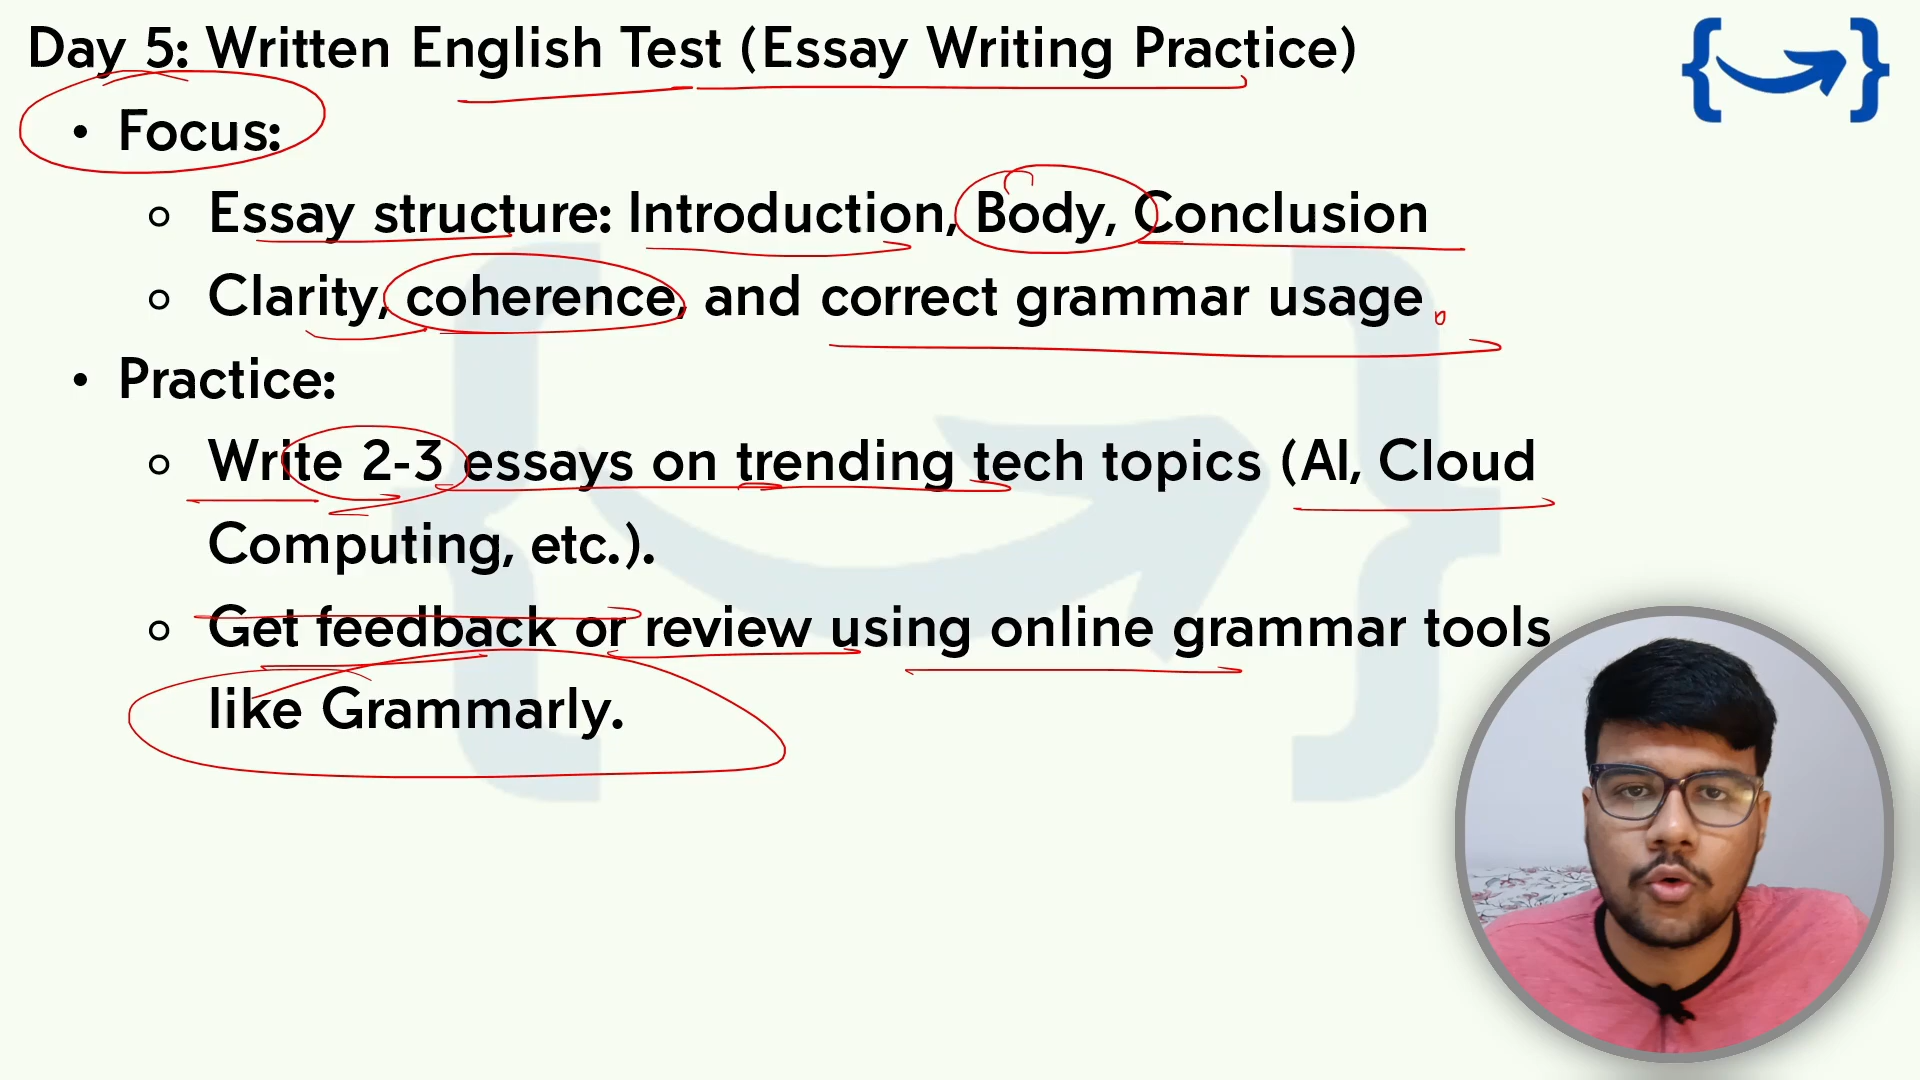 Day 5: Written English Test (Essay Writing Practice)
• Focus:
Essay structure: Introduction, Body, Conclusion
Clarity, coherence, and correct grammar usage
• Practice:
Write 2-3 essays on trending tech topics (AI, Cloud
Computing, etc.).
Get feedback or review using online grammar tools
like Grammarly.